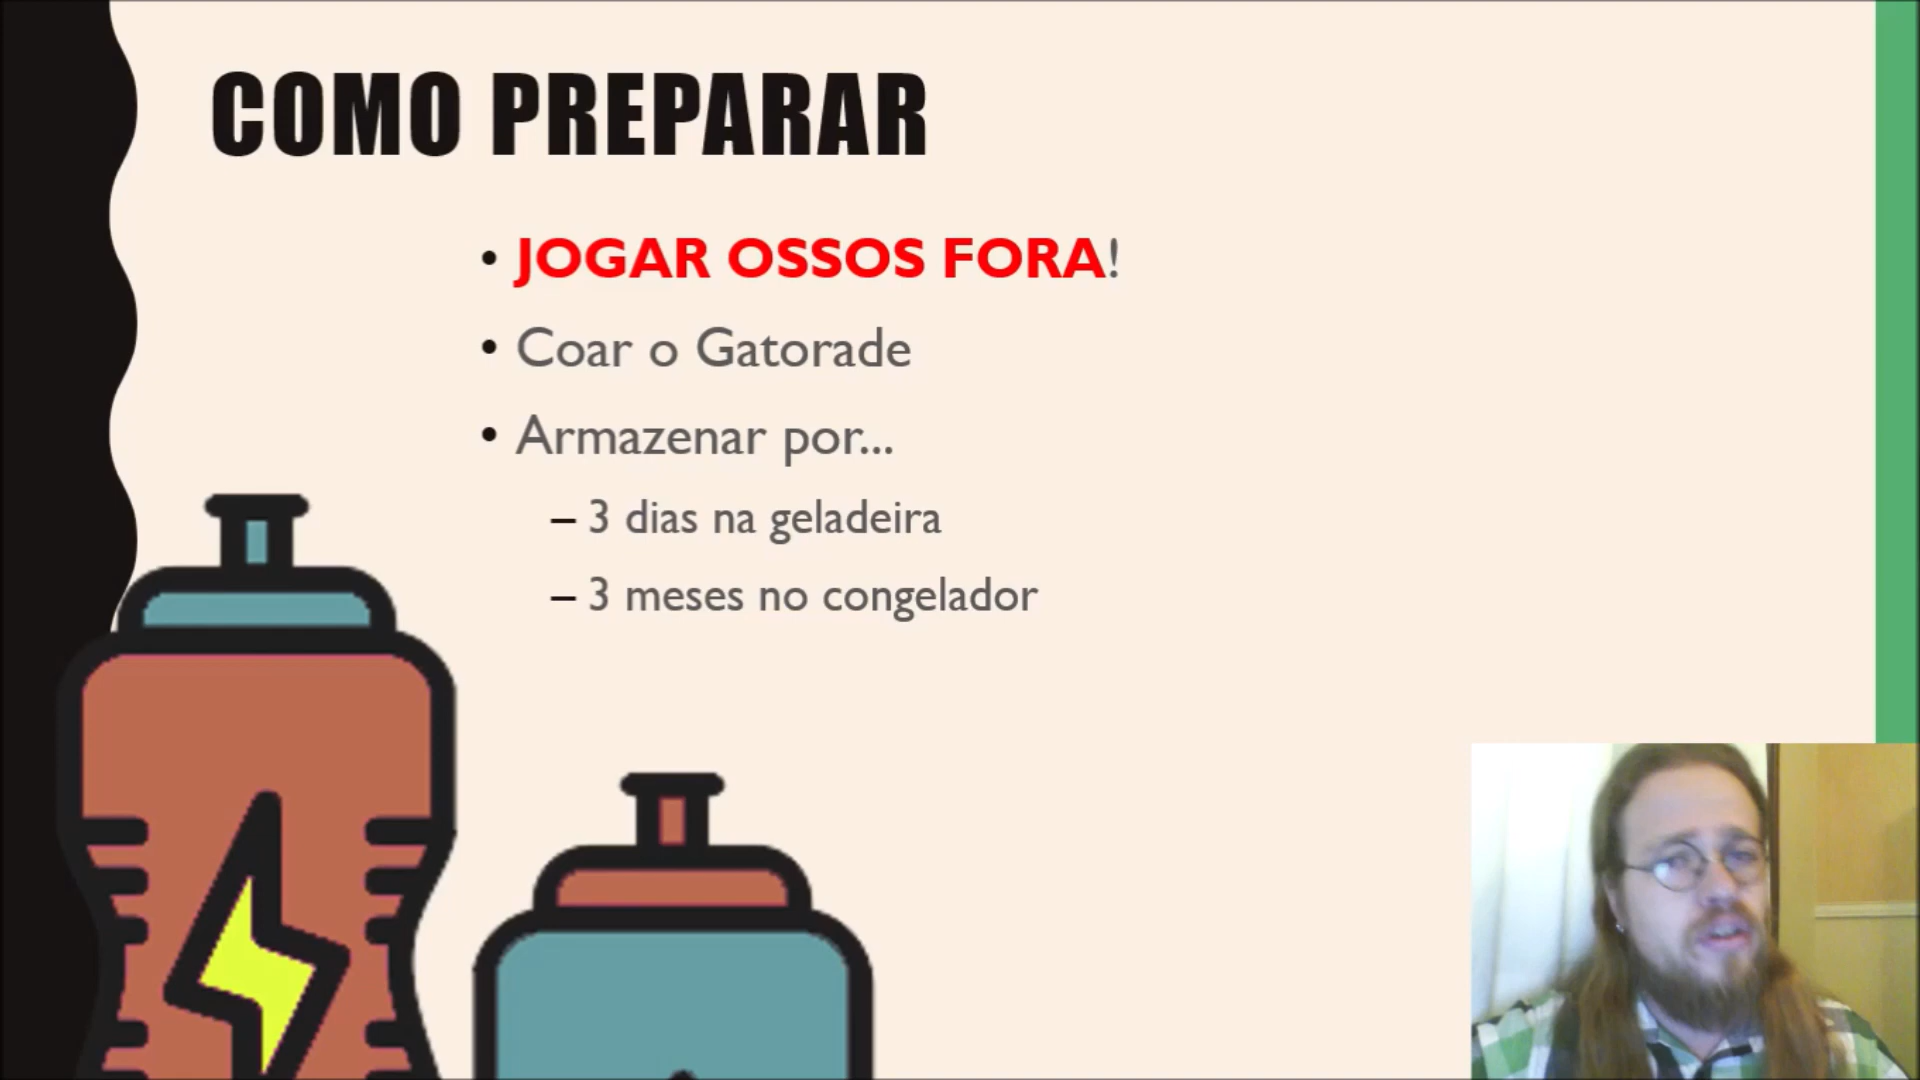 COMO PREPARAR
• JOGAR OSSOS FORA!
• Coar o Gatorade
• Armazenar por...
– 3 dias na geladeira
– 3 meses no congelador